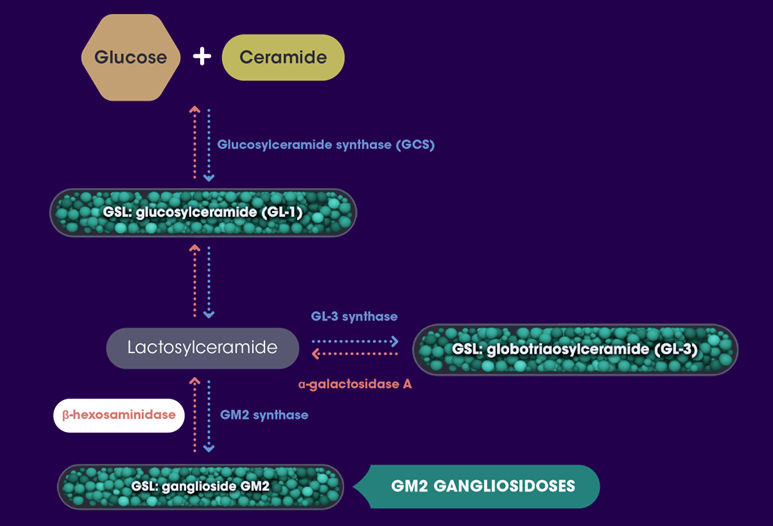 Glucose + Ceramide
Glucosylceramide synthase (GCS)
GSL: glucosylceramide (GL-1)
GL-3 synthase
Lactosylceramide
GSL: globotriaosylceramide (GL-3)
α-galactosidase A
β-hexosaminidase
GM2 synthase
GSL: ganglioside GM2
GM2 GANGLIOSIDOSES